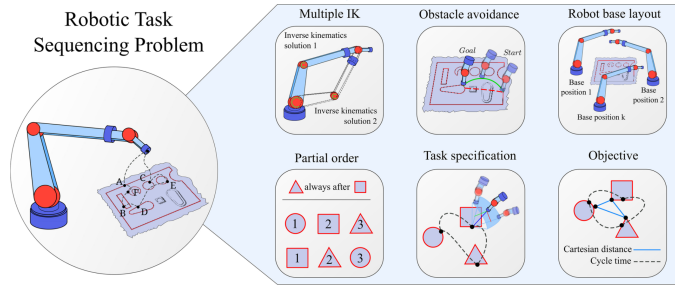 Robotic Task
Sequencing Problem
A
B
C
D
E
F
Multiple IK
Inverse kinematics
solution 1
Inverse kinematics
solution 2
Obstacle avoidance
Goal
Start
Robot base layout
Base
position 1
Base
position 2
Base position k
Partial order
always after
1 2 3
1 2 3
Task specification
Objective
Cartesian distance
Cycle time